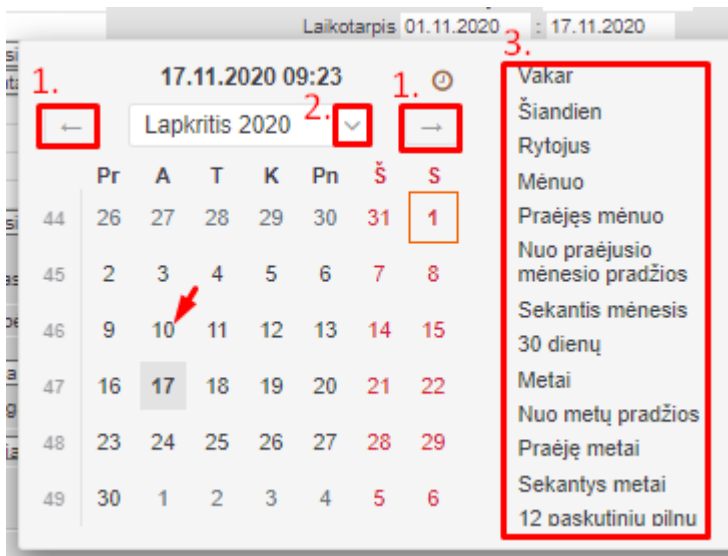 Laikotarpis 01.11.2020 : 17.11.2020
3.
1. 17.11.2020 09:23 1.
← Lapkritis 2020 2. →
Pr A T K Pn Š S
44 26 27 28 29 30 31 1
45 2 3 4 5 6 7 8
46 9 10 11 12 13 14 15
47 16 17 18 19 20 21 22
48 23 24 25 26 27 28 29
49 30 1 2 3 4 5 6
Vakar
Šiandien
Rytojus
Mėnuo
Praėjęs mėnuo
Nuo praėjusio
mėnesio pradžios
Sekantis mėnesis
30 dienų
Metai
Nuo metų pradžios
Praėję metai
Sekantys metai
12 paskutinių pilnų